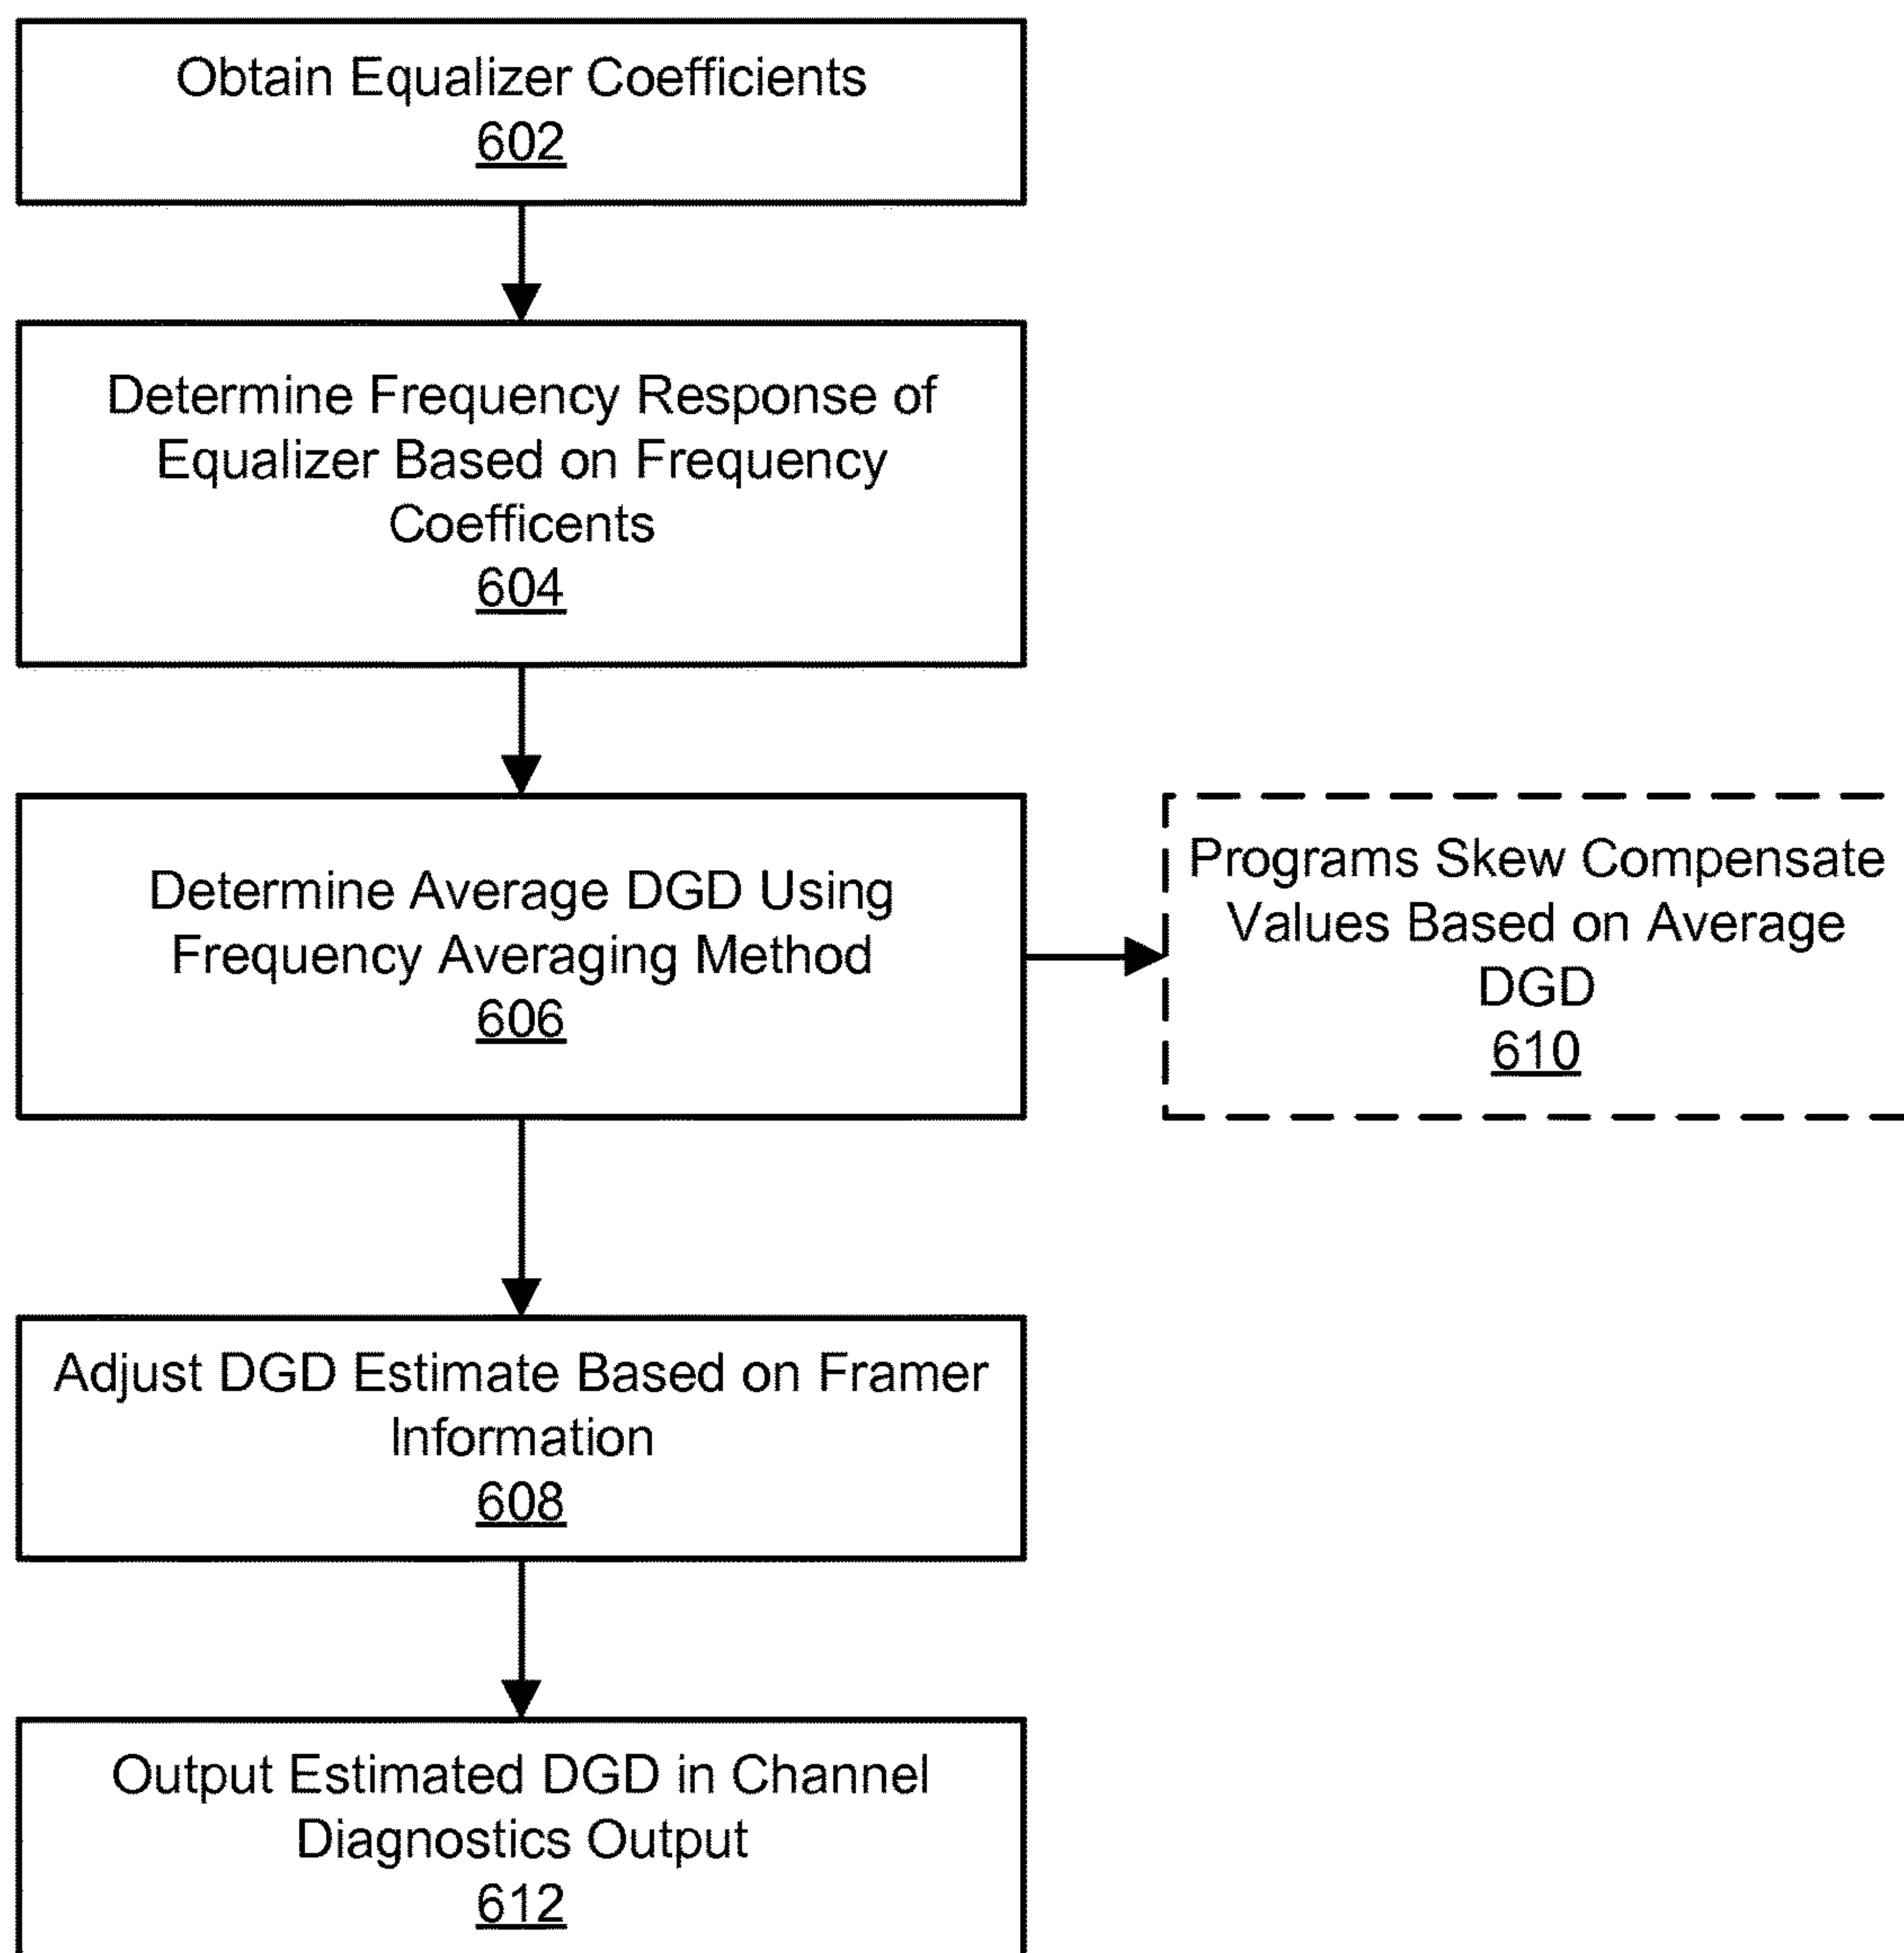 Obtain Equalizer Coefficients
602
Determine Frequency Response of
Equalizer Based on Frequency
Coefficents
604
Determine Average DGD Using
Frequency Averaging Method
606
Programs Skew Compensate
Values Based on Average
DGD
610
Adjust DGD Estimate Based on Framer
Information
608
Output Estimated DGD in Channel
Diagnostics Output
612